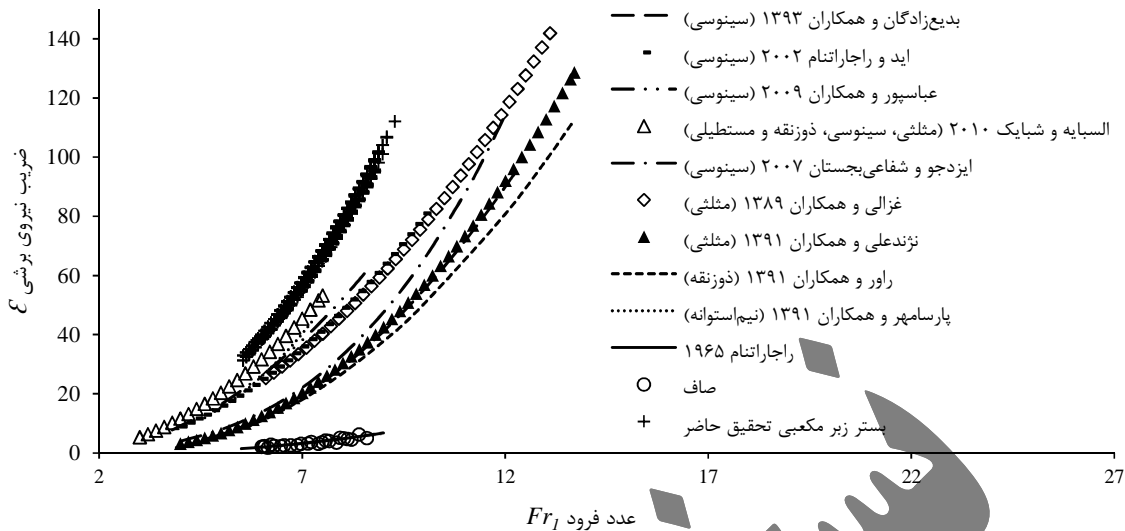 بدیع‌زادگان و همکاران ۱۳۹۳ (سینوسی)
اید و راجاراتنام ۲۰۰۲ (سینوسی)
عباسپور و همکاران ۲۰۰۹ (سینوسی)
السبایه و شبایک ۲۰۱۰ (مثلثی، سینوسی، ذوزنقه و مستطیلی)
ایزدجو و شفاعی‌بجستان ۲۰۰۷ (سینوسی)
غزالی و همکاران ۱۳۸۹ (مثلثی)
نژندعلی و همکاران ۱۳۹۱ (مثلثی)
راور و همکاران ۱۳۹۱ (ذوزنقه)
پارسامهر و همکاران ۱۳۹۱ (نیم‌استوانه)
راجاراتنام ۱۹۶۵
صاف
بستر زبر مکعبی تحقیق حاضر
ضریب نیروی برشی ε
140
120
100
80
60
40
20
0
2 7 12 17 22 27
عدد فرود Fr1